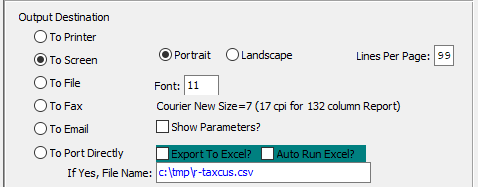 Output Destination
To Printer
To Screen
Portrait
Landscape
Lines Per Page: 99
To File
Font: 11
To Fax
Courier New Size=7 (17 cpi for 132 column Report)
To Email
Show Parameters?
To Port Directly
Export To Excel?
Auto Run Excel?
If Yes, File Name: c:\tmp\r-taxcus.csv